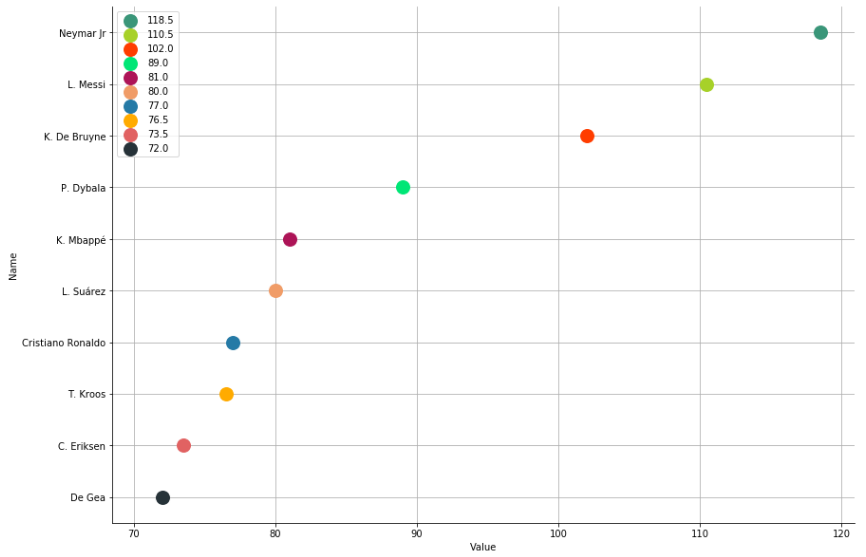 118.5
110.5
102.0
89.0
81.0
80.0
77.0
76.5
73.5
72.0
Neymar Jr
L. Messi
K. De Bruyne
P. Dybala
K. Mbappé
L. Suárez
Cristiano Ronaldo
T. Kroos
C. Eriksen
De Gea
Name
70 80 90 100 110 120
Value